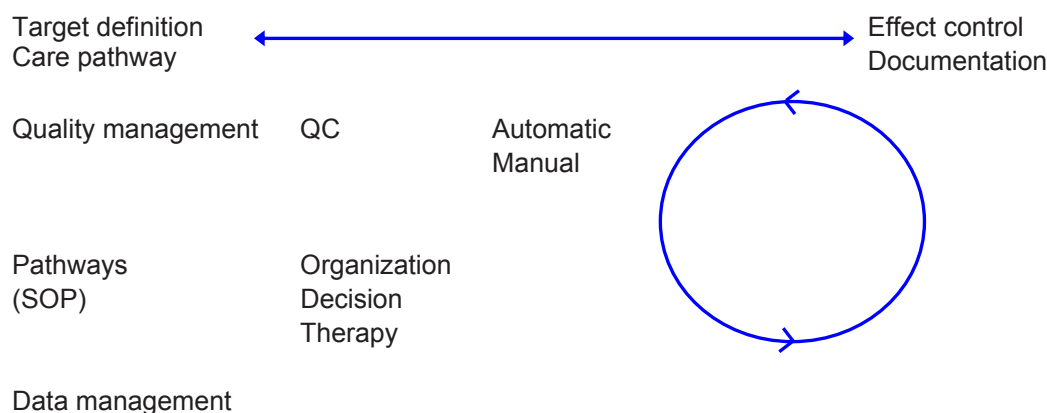 Target definition
Care pathway
Effect control
Documentation
Quality management
QC
Automatic
Manual
Pathways
(SOP)
Organization
Decision
Therapy
Data management